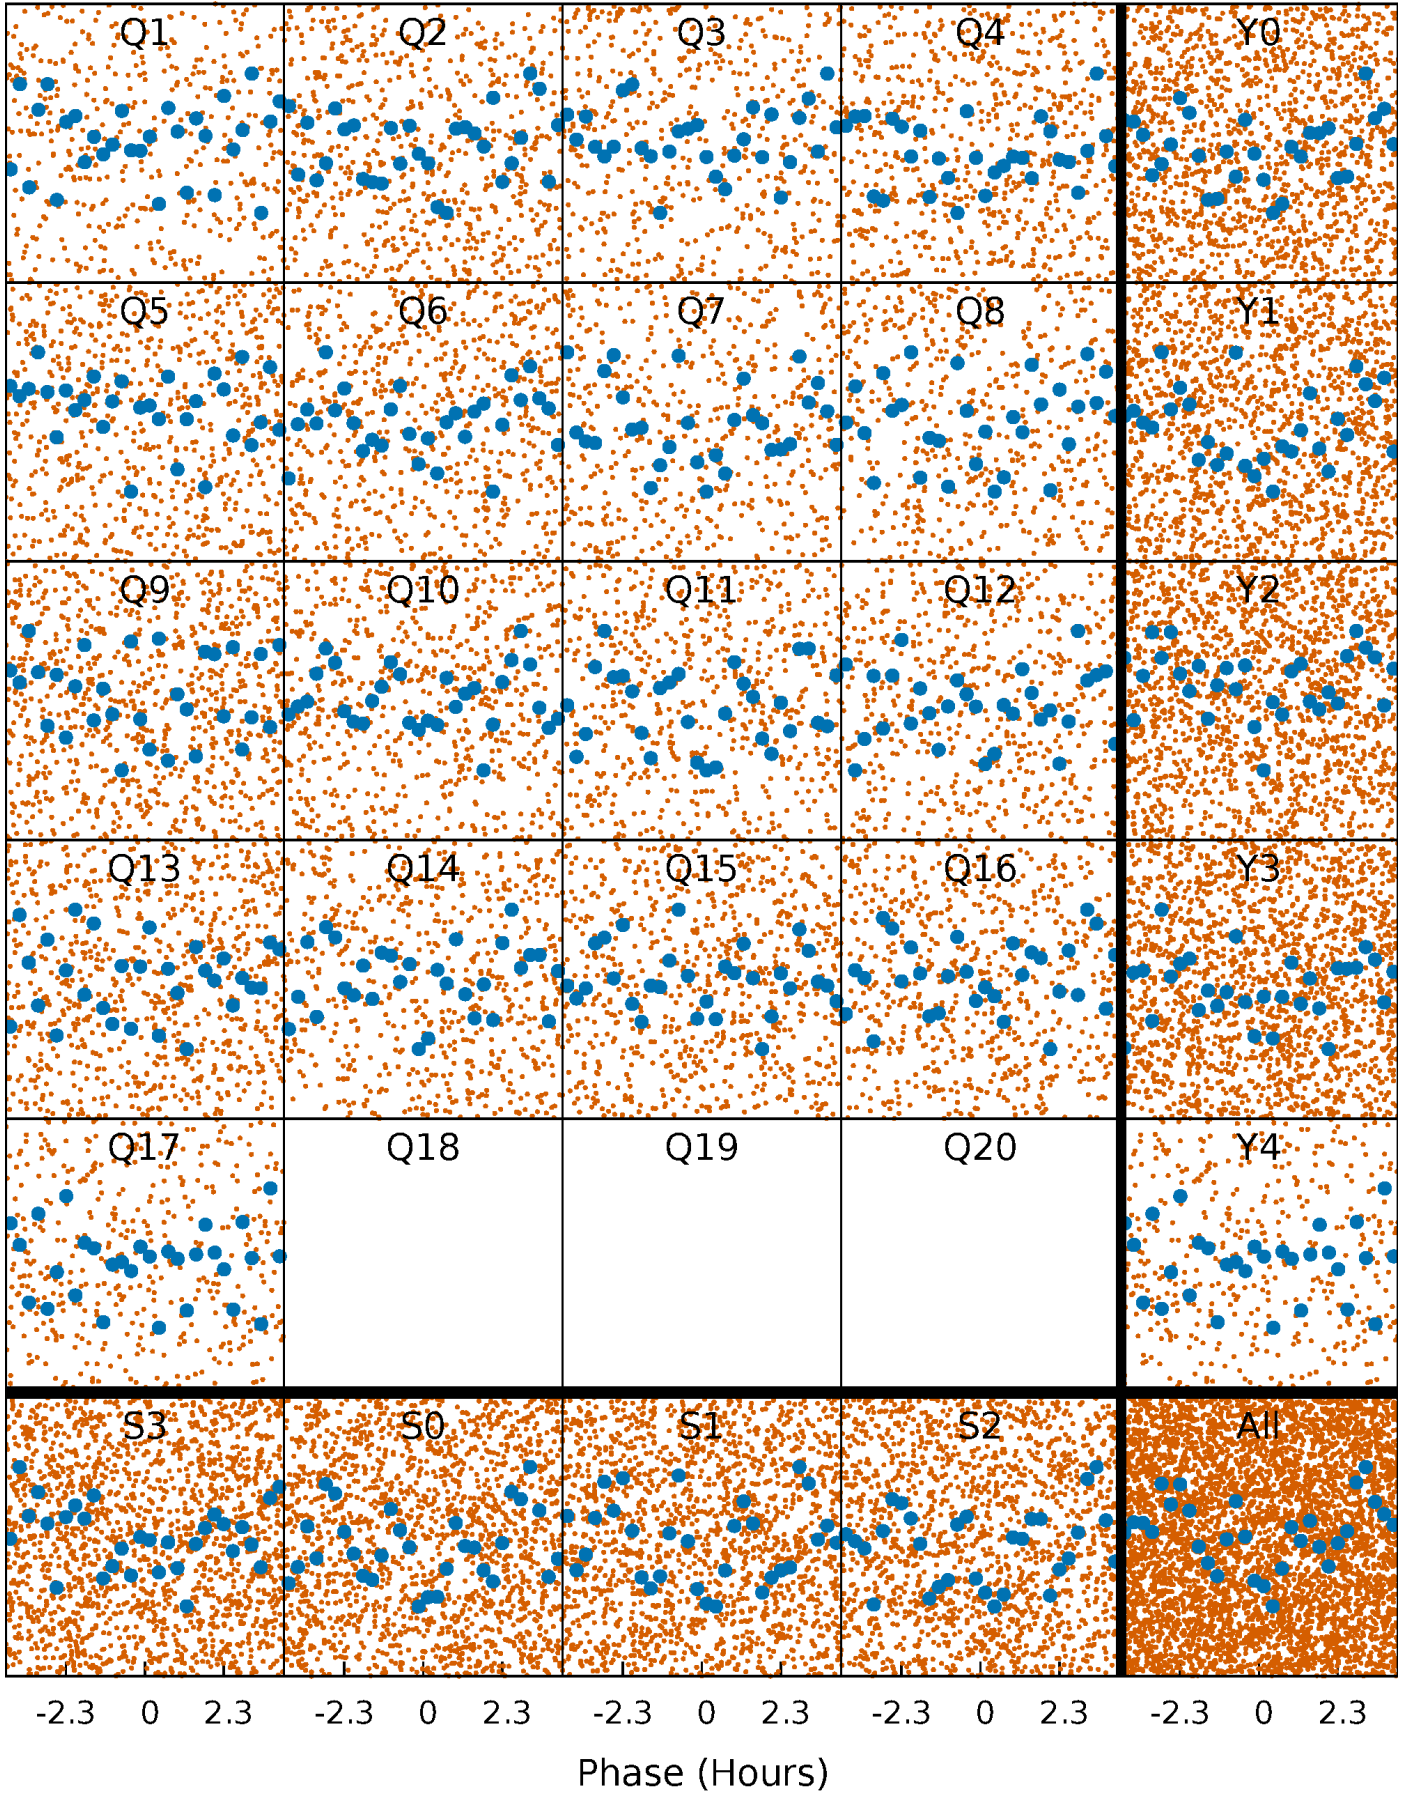 Q1 Q2 Q3 Q4 Y0
Q5 Q6 Q7 Q8 Y1
Q9 Q10 Q11 Q12 Y2
Q13 Q14 Q15 Q16 Y3
Q17 Q18 Q19 Q20 Y4
S3 S0 S1 S2 All
-2.3 0 2.3 -2.3 0 2.3 -2.3 0 2.3 -2.3 0 2.3 -2.3 0 2.3
Phase (Hours)